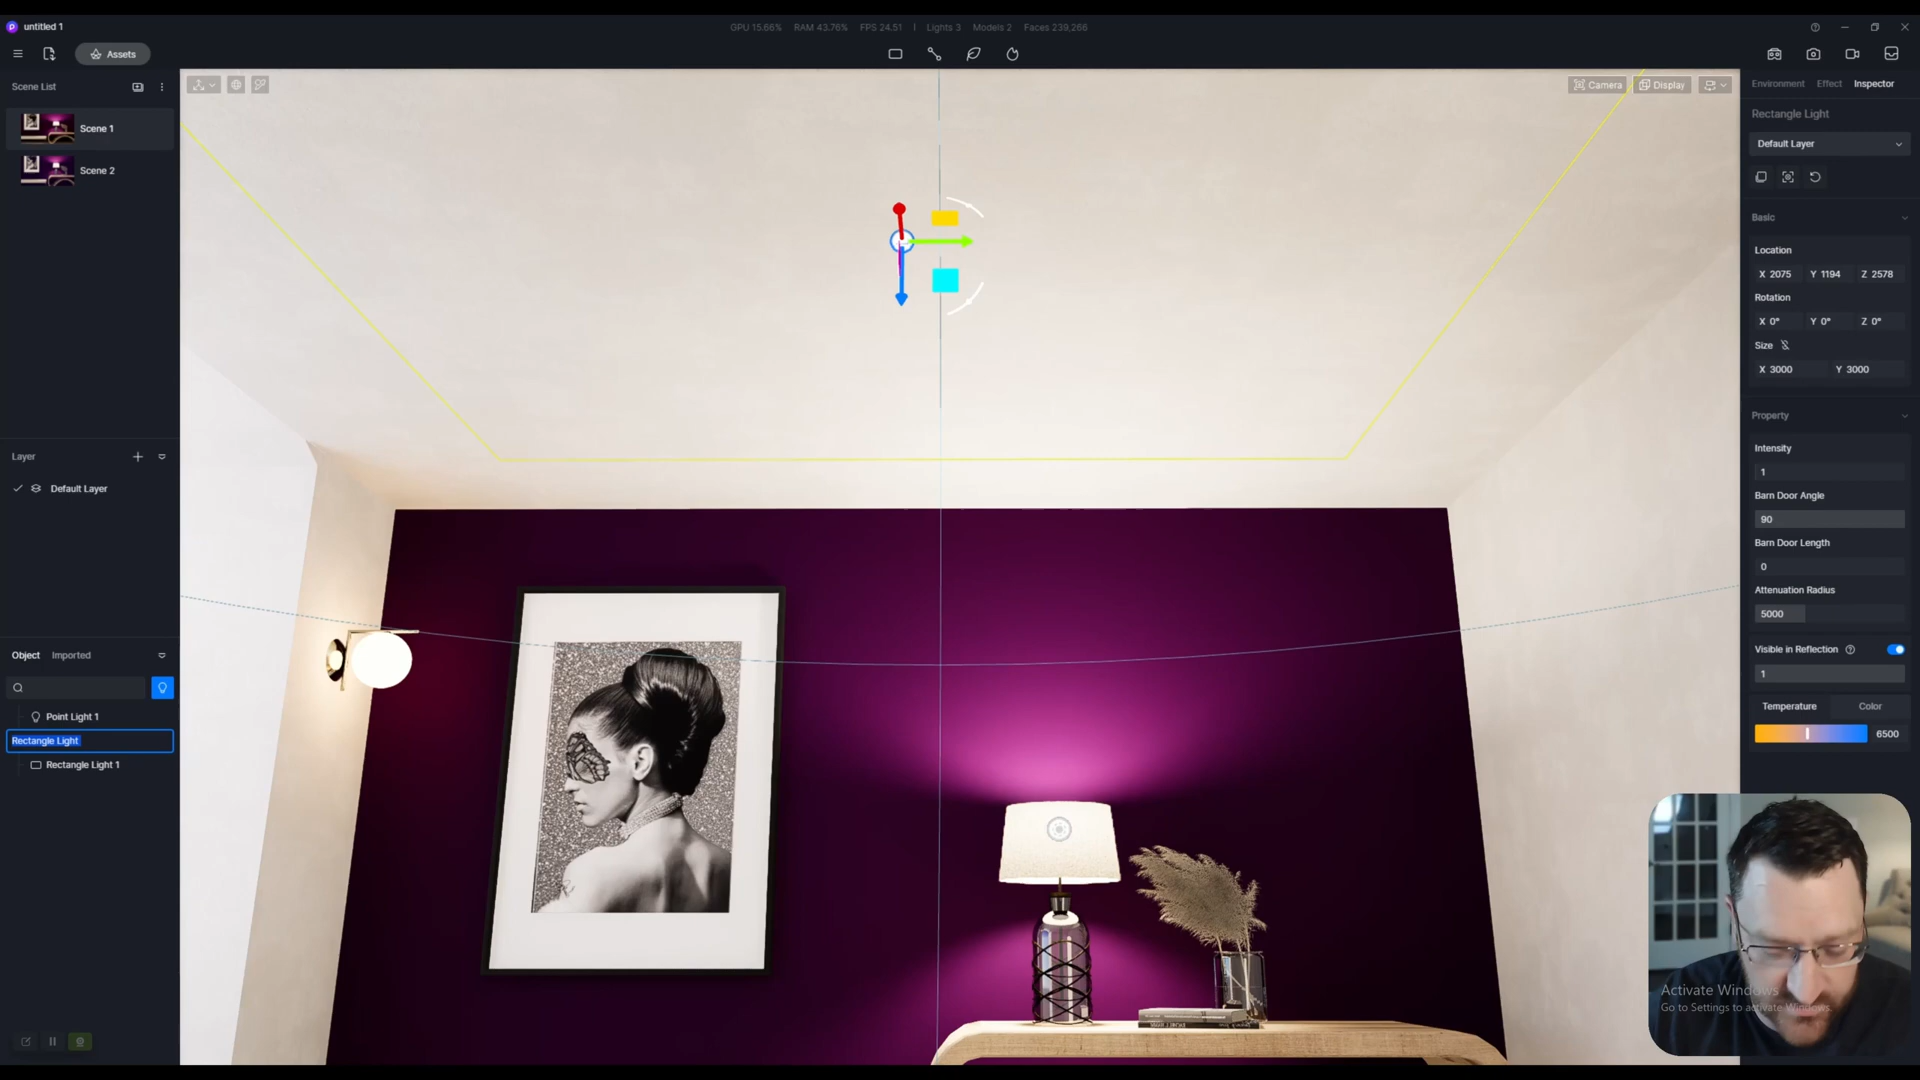 untitled 1
GPU 15.66% RAM 43.76% FPS 24.51 | Lights 3 Models 2 Faces 239,266
Assets
Scene List
Scene 1
Scene 2
Layer
Default Layer
Object Imported
Point Light 1
Rectangle Light
Rectangle Light 1
Camera
Display
Environment Effect Inspector
Rectangle Light
Default Layer
Basic
Location
X 2075 Y 1194 Z 2578
Rotation
X 0° Y 0° Z 0°
Size
X 3000 Y 3000
Property
Intensity
1
Barn Door Angle
90
Barn Door Length
0
Attenuation Radius
5000
Visible in Reflection
1
Temperature Color
6500
Activate Windows
Go to Settings to activate Windows.